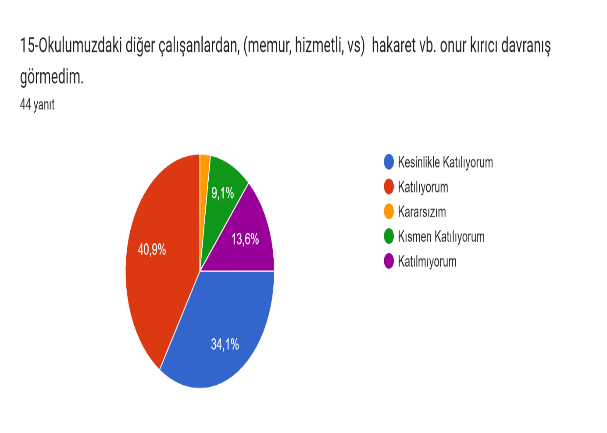 15-Okulumuzdaki diğer çalışanlardan, (memur, hizmetli, vs)  hakaret vb. onur kırıcı davranış
görmedim.
44 yanıt
Kesinlikle Katılıyorum
Katılıyorum
Kararsızım
Kısmen Katılıyorum
Katılmıyorum
9,1%
13,6%
40,9%
34,1%